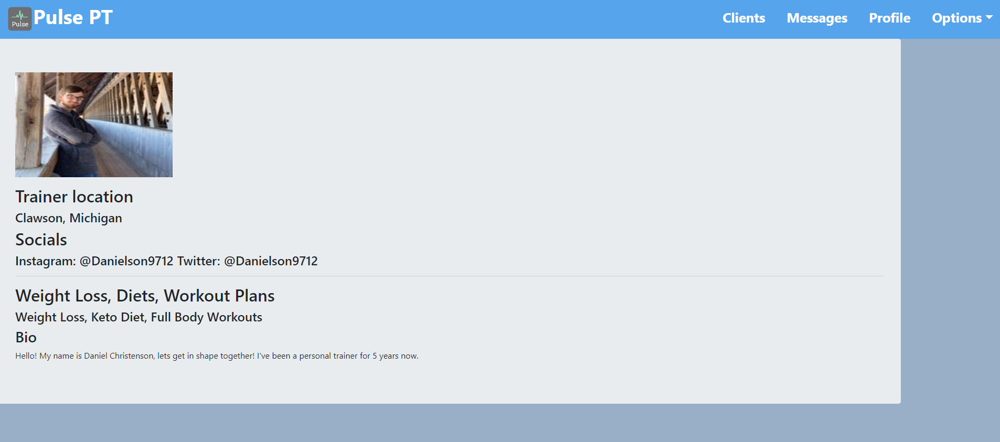 Pulse
Pulse PT
Clients Messages Profile Options
Trainer location
Clawson, Michigan
Socials
Instagram: @Danielson9712 Twitter: @Danielson9712
Weight Loss, Diets, Workout Plans
Weight Loss, Keto Diet, Full Body Workouts
Bio
Hello! My name is Daniel Christenson, lets get in shape together! I've been a personal trainer for 5 years now.